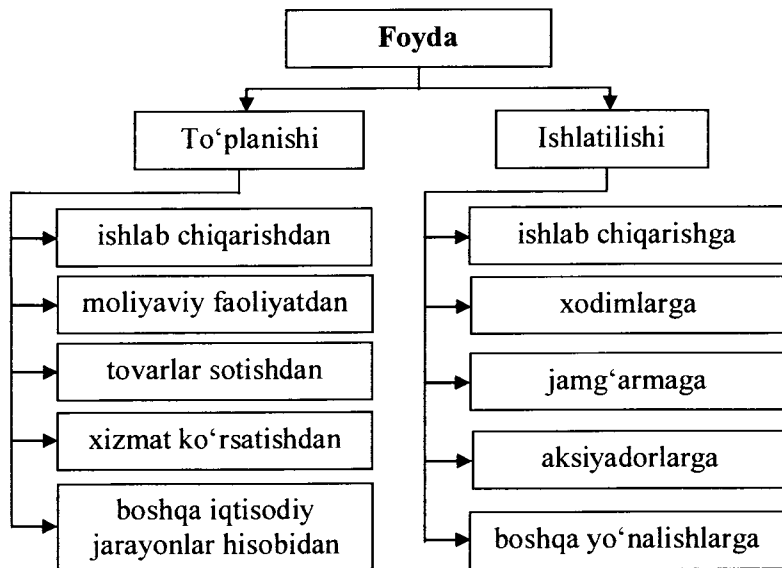 Foyda
To‘planishi
ishlab chiqarishdan
moliyaviy faoliyatdan
tovarlar sotishdan
xizmat ko‘rsatishdan
boshqa iqtisodiy
jarayonlar hisobidan
Ishlatilishi
ishlab chiqarishga
xodimlarga
jamg‘armaga
aksiyadorlarga
boshqa yo‘nalishlarga